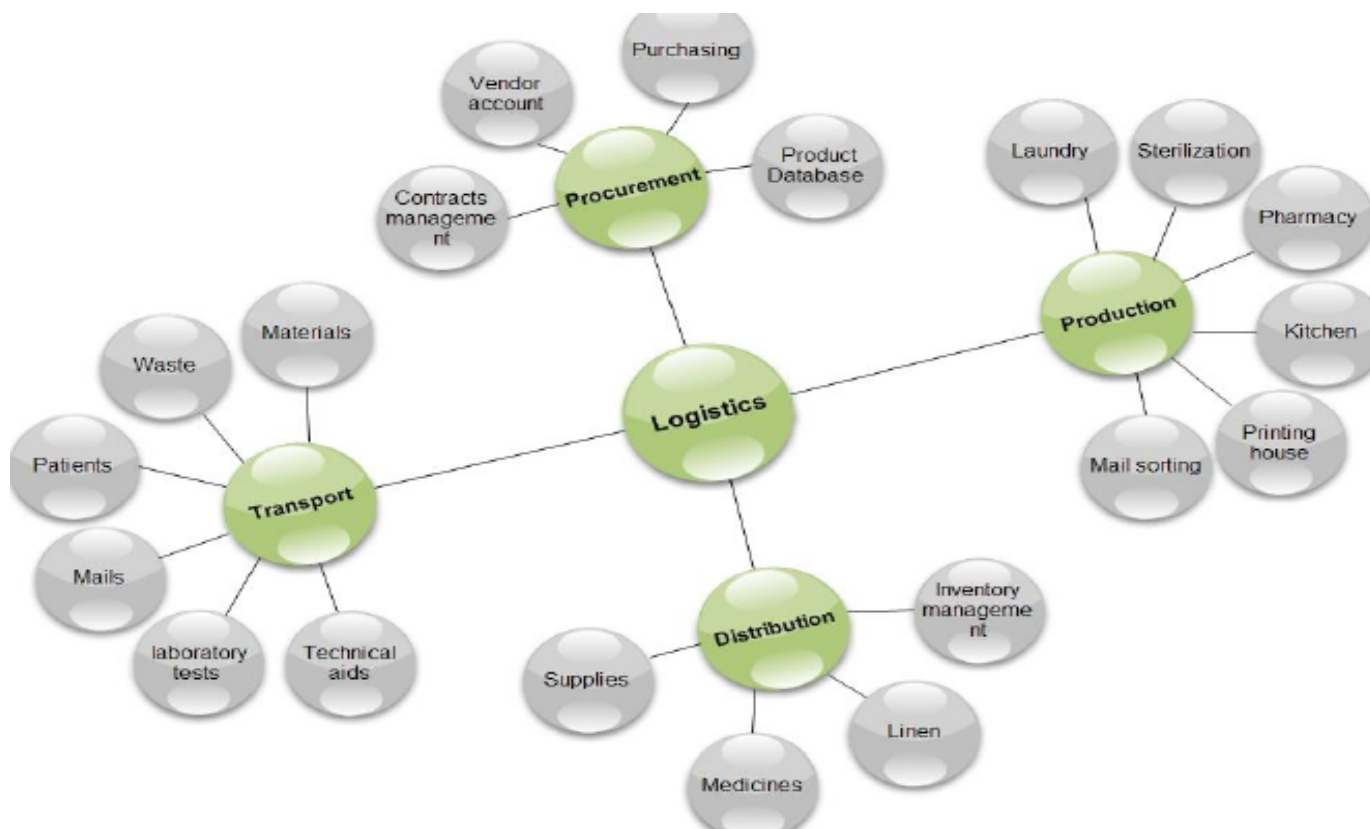 Purchasing
Vendor
account
Product
Database
Procurement
Contracts
manageme
nt
Laundry
Sterilization
Pharmacy
Production
Kitchen
Printing
house
Mail sorting
Logistics
Materials
Waste
Patients
Transport
Mails
laboratory
tests
Technical
aids
Distribution
Inventory
manageme
nt
Supplies
Linen
Medicines